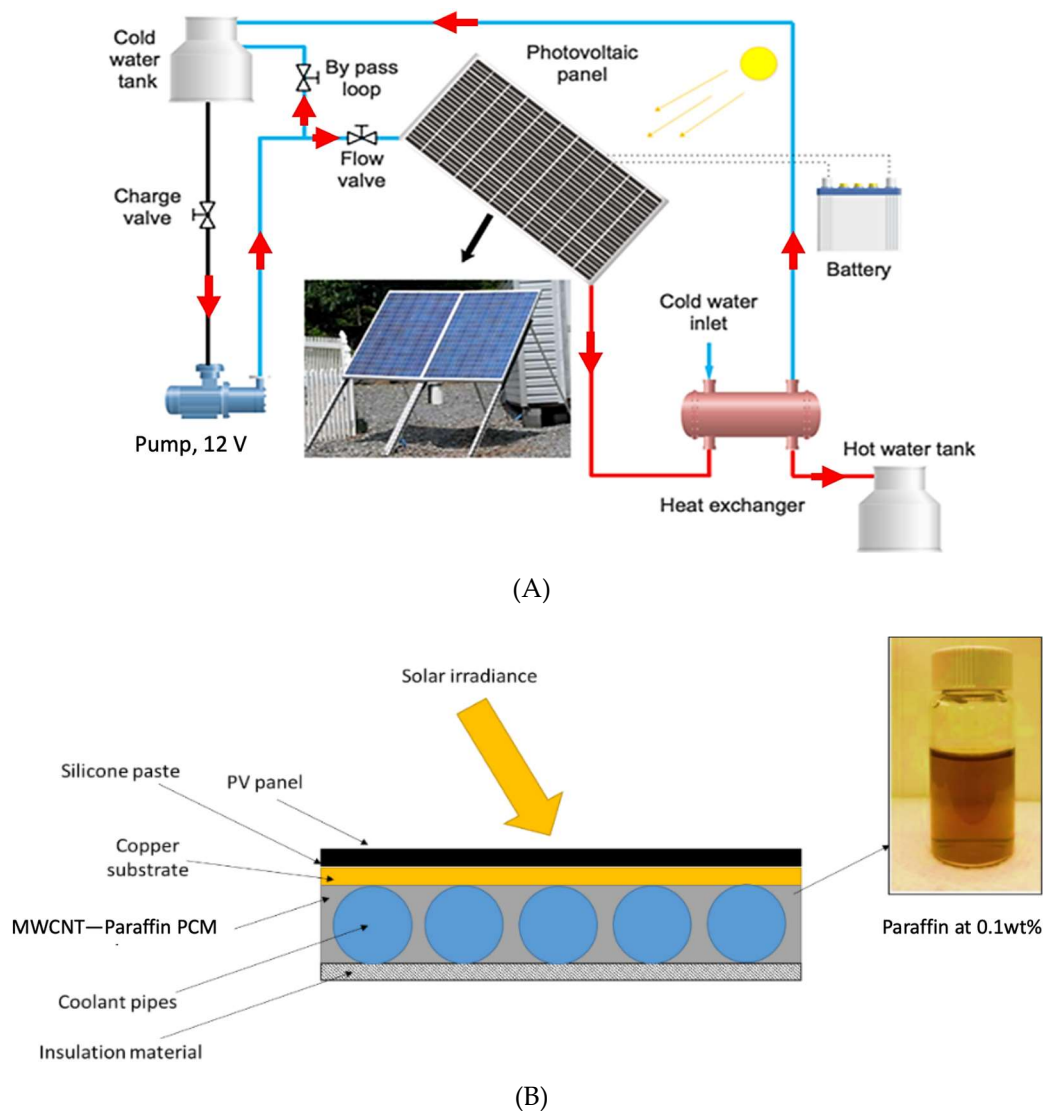 Cold
water
tank
By pass
loop
Photovoltaic
panel
Flow
valve
Charge
valve
Battery
Cold water
inlet
Pump, 12 V
Hot water tank
Heat exchanger
(A)
Solar irradiance
Silicone paste
PV panel
Copper
substrate
MWCNT—Paraffin PCM
Paraffin at 0.1wt%
Coolant pipes
Insulation material
(B)